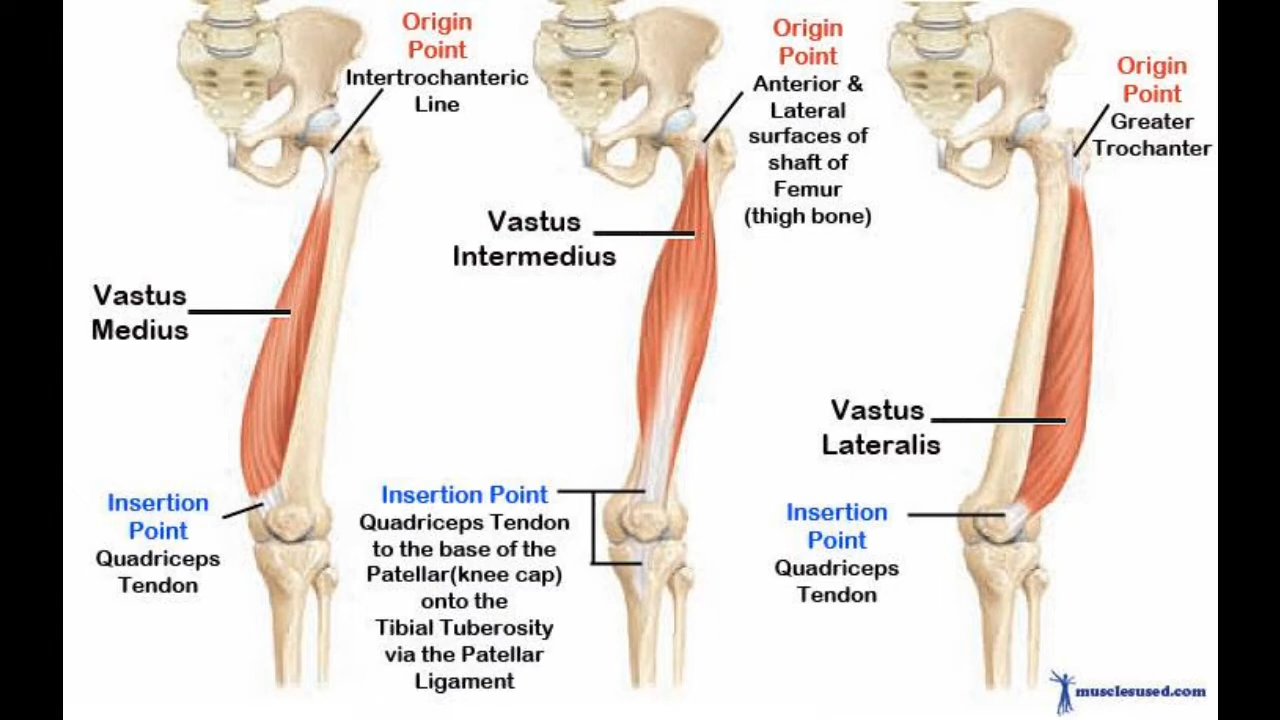 Origin
Point
Intertrochanteric
Line
Vastus
Medius
Insertion
Point
Quadriceps
Tendon
Origin
Point
Anterior &
Lateral
surfaces of
shaft of
Femur
(thigh bone)
Vastus
Intermedius
Insertion Point
Quadriceps Tendon
to the base of the
Patellar(knee cap)
onto the
Tibial Tuberosity
via the Patellar
Ligament
Origin
Point
Greater
Trochanter
Vastus
Lateralis
Insertion
Point
Quadriceps
Tendon
musclesused.com